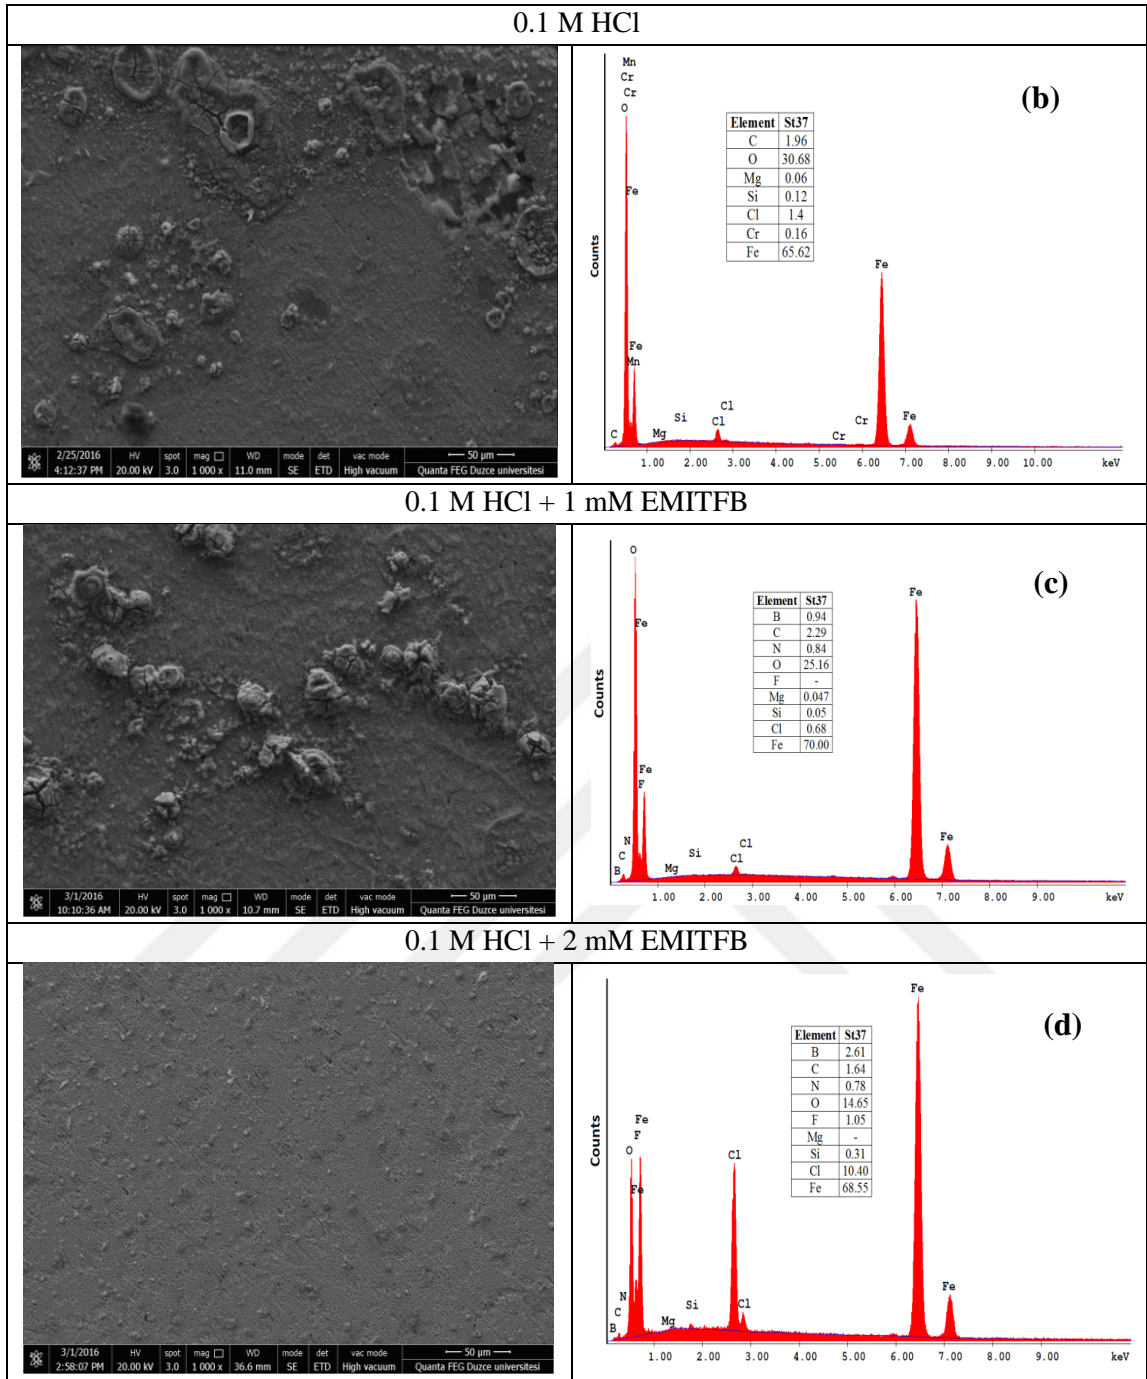 0.1 M HCl
2/25/2016 HV spot mag WD mode det vac mode 50 µm
4:12:37 PM 20.00 kV 3.0 1 000 x 11.0 mm SE ETD High vacuum Quanta FEG Duzce universitesi
(b)
Mn
Cr
Cr
O
Fe
Fe
Mn
C
Mg
Si
Cl
Cl
Cr
Cr
Fe
Fe
Counts
Element St37
C 1.96
O 30.68
Mg 0.06
Si 0.12
Cl 1.4
Cr 0.16
Fe 65.62
1.00 2.00 3.00 4.00 5.00 6.00 7.00 8.00 9.00 10.00 keV
0.1 M HCl + 1 mM EMITFB
3/1/2016 HV spot mag WD mode det vac mode 50 µm
10:10:36 AM 20.00 kV 3.0 1 000 x 10.7 mm SE ETD High vacuum Quanta FEG Duzce universitesi
(c)
O
Fe
Fe
F
N
C
B
Mg
Si
Cl
Cl
Fe
Fe
Counts
Element St37
B 0.94
C 2.29
N 0.84
O 25.16
F -
Mg 0.047
Si 0.05
Cl 0.68
Fe 70.00
1.00 2.00 3.00 4.00 5.00 6.00 7.00 8.00 9.00 keV
0.1 M HCl + 2 mM EMITFB
3/1/2016 HV spot mag WD mode det vac mode 50 µm
2:58:07 PM 20.00 kV 3.0 1 000 x 36.6 mm SE ETD High vacuum Quanta FEG Duzce universitesi
(d)
Fe
F
O
Fe
N
C
B
Mg
Si
Cl
Cl
Fe
Fe
Counts
Element St37
B 2.61
C 1.64
N 0.78
O 14.65
F 1.05
Mg -
Si 0.31
Cl 10.40
Fe 68.55
1.00 2.00 3.00 4.00 5.00 6.00 7.00 8.00 9.00 keV